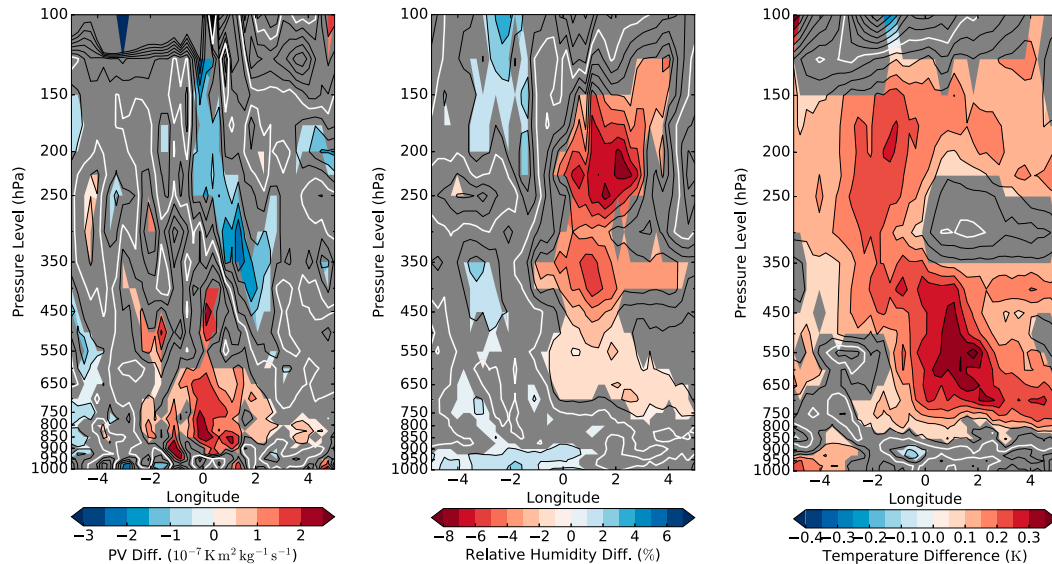 100
150
200
250
350
450
550
650
750
800
850
900
950
1000
Pressure Level (hPa)
−4 −2 0 2 4
Longitude
−3 −2 −1 0 1 2
PV Diff. (10⁻⁷ K m² kg⁻¹ s⁻¹)
100
150
200
250
350
450
550
650
750
800
850
900
950
1000
Pressure Level (hPa)
−4 −2 0 2 4
Longitude
−8 −6 −4 −2 0 2 4 6
Relative Humidity Diff. (%)
100
150
200
250
350
450
550
650
750
800
850
900
950
1000
Pressure Level (hPa)
−4 −2 0 2 4
Longitude
−0.4 −0.3 −0.2 −0.1 0.0 0.1 0.2 0.3
Temperature Difference (K)